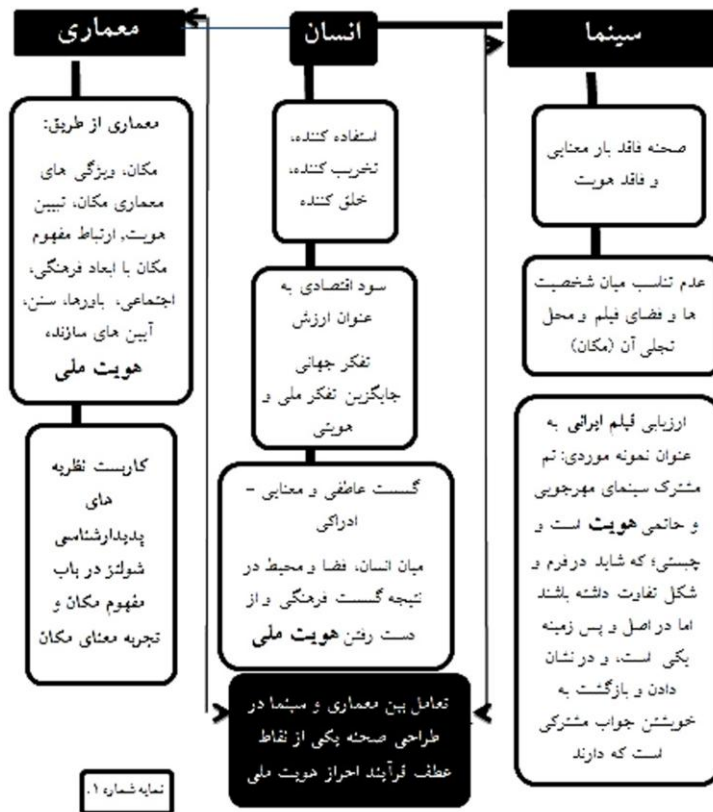 سینما
صحنه فاقد بار معنایی
و فاقد هویت
عدم تناسب میان شخصیت
ها و فضای فیلم و محل
تجلی آن (مکان)
ارزیابی فیلم ایرانی به
عنوان نمونه موردی: تم
مشترک سینمای مهرجویی
و حاتمی هویت است و
چیستی؛ که شاید در فرم و
شکل تفاوت داشته باشند
اما در اصل و پس زمینه
یکی است، و در نشان
دادن و بازگشت به
خویشتن جواب مشترکی
است که دارند
انسان
استفاده کننده،
تخریب کننده،
خلق کننده
سود اقتصادی به
عنوان ارزش
تفکر جهانی
جایگزین تفکر ملی و
هویتی
گسست عاطفی و معنایی –
ادراکی
میان انسان، فضا و محیط در
نتیجه گسست فرهنگی و از
دست رفتن هویت ملی
معماری
معماری از طریق:
مکان، ویژگی های
معماری مکان، تبیین
هویت, ارتباط مفهوم
مکان با ابعاد فرهنگی،
اجتماعی، باورها، سنن،
آیین های سازنده
هویت ملی
کاربست نظریه
های
پدیدارشناسی
شولتز در باب
مفهوم مکان و
تجربه معنای مکان
تعامل بین معماری و سینما در
طراحی صحنه یکی از نقاط
عطف فرآیند احراز هویت ملی
نمایه شماره ۱.